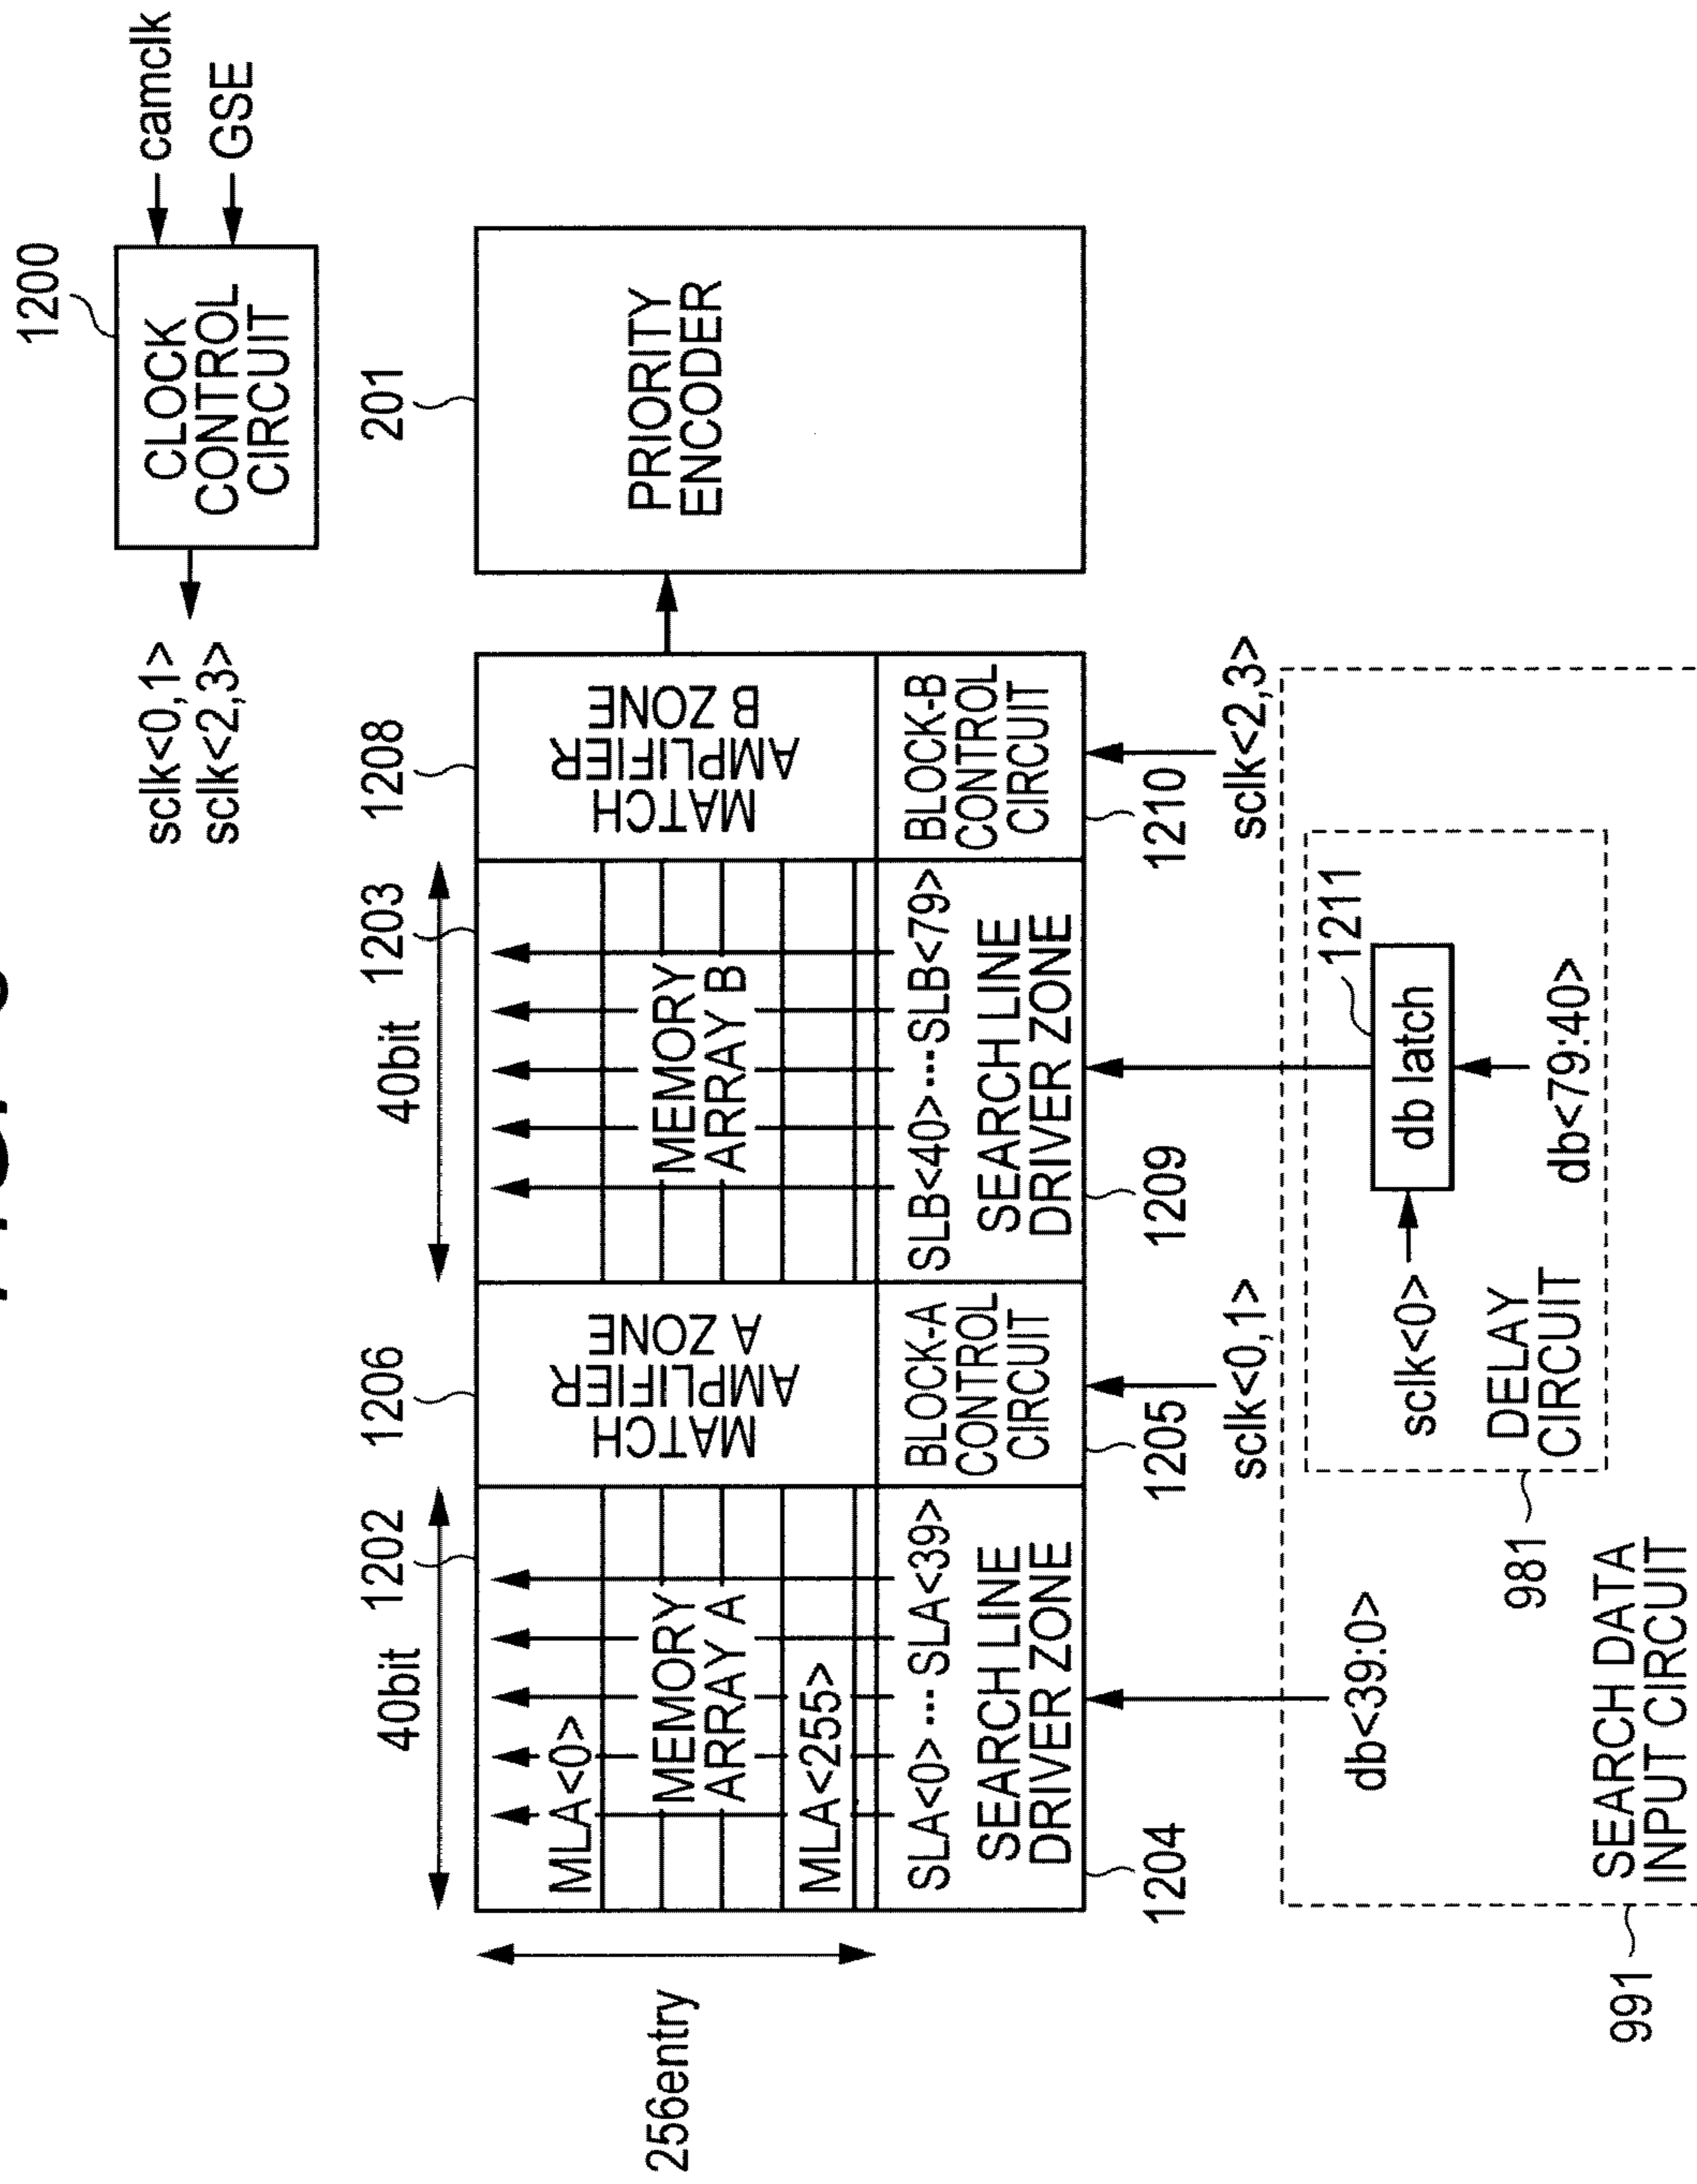 1200
camclk
GSE
CLOCK
CONTROL
CIRCUIT
sclk<0,1>
sclk<2,3>
256entry
40bit
1202
1206
40bit
1203
1208
201
MLA<0>
MEMORY
ARRAY A
MLA<255>
MATCH
AMPLIFIER
A ZONE
MEMORY
ARRAY B
MATCH
AMPLIFIER
B ZONE
PRIORITY
ENCODER
SLA<0> ... SLA<39>
SEARCH LINE
DRIVER ZONE
BLOCK-A
CONTROL
CIRCUIT
SLB<40>...SLB<79>
SEARCH LINE
DRIVER ZONE
BLOCK-B
CONTROL
CIRCUIT
1204
1205
1209
1210
sclk<0,1>
sclk<2,3>
db<39:0>
1211
sclk<0>
db latch
DELAY
CIRCUIT
db<79:40>
981
SEARCH DATA
INPUT CIRCUIT
991